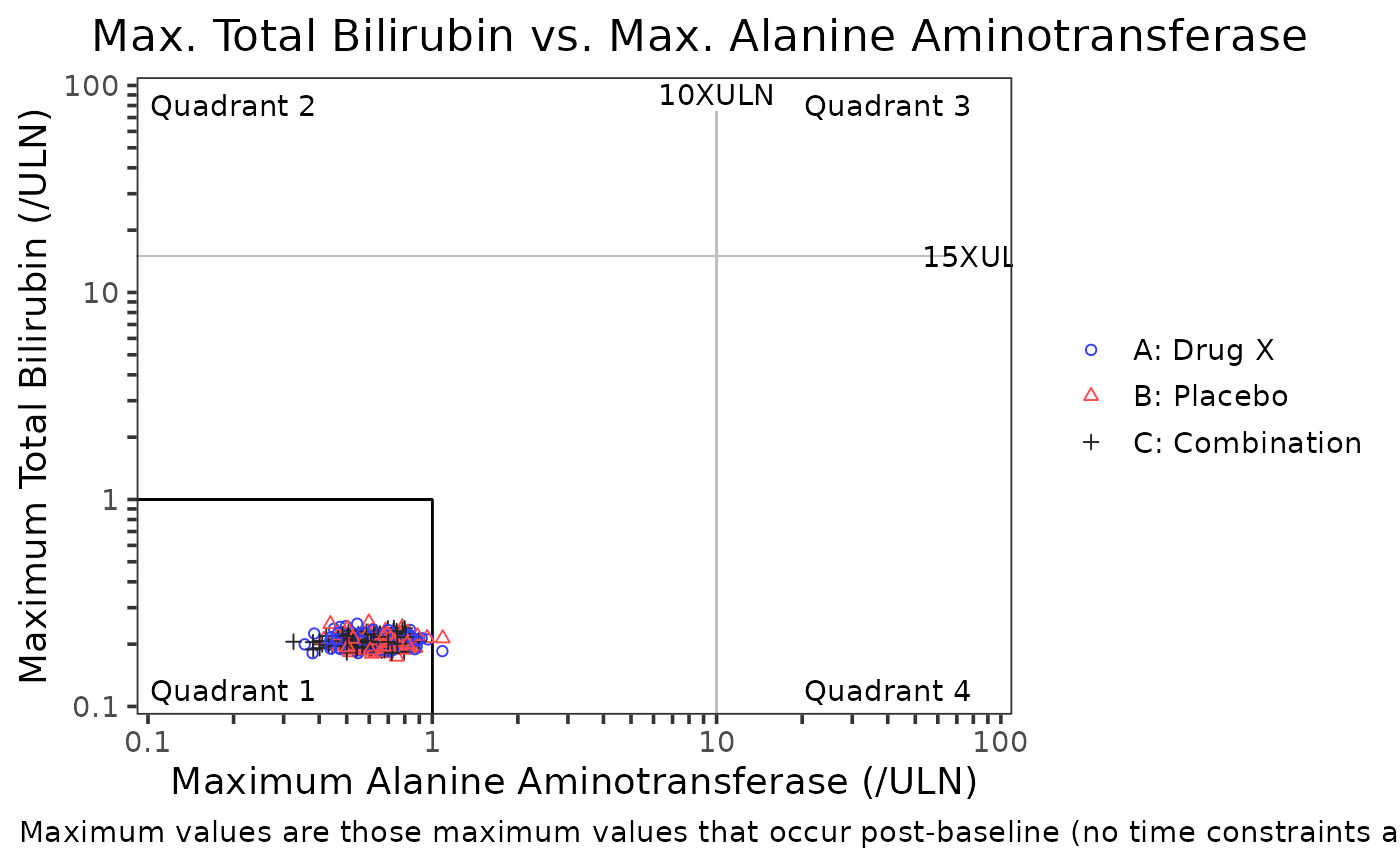 Max. Total Bilirubin vs. Max. Alanine Aminotransferase
Maximum Total Bilirubin (/ULN)
100
10
1
0.1
Quadrant 2
10XULN
Quadrant 3
15XUL
Quadrant 1
Quadrant 4
0.1
1
10
100
Maximum Alanine Aminotransferase (/ULN)
A: Drug X
B: Placebo
C: Combination
Maximum values are those maximum values that occur post-baseline (no time constraints a